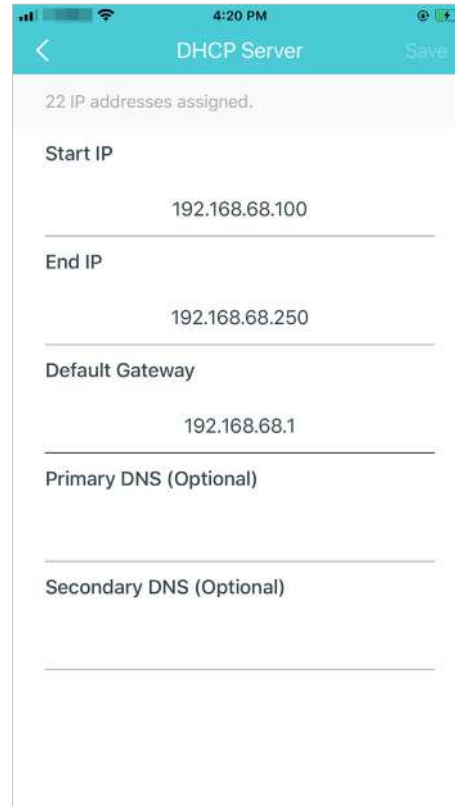 4:20 PM
DHCP Server
Save
22 IP addresses assigned.
Start IP
192.168.68.100
End IP
192.168.68.250
Default Gateway
192.168.68.1
Primary DNS (Optional)
Secondary DNS (Optional)